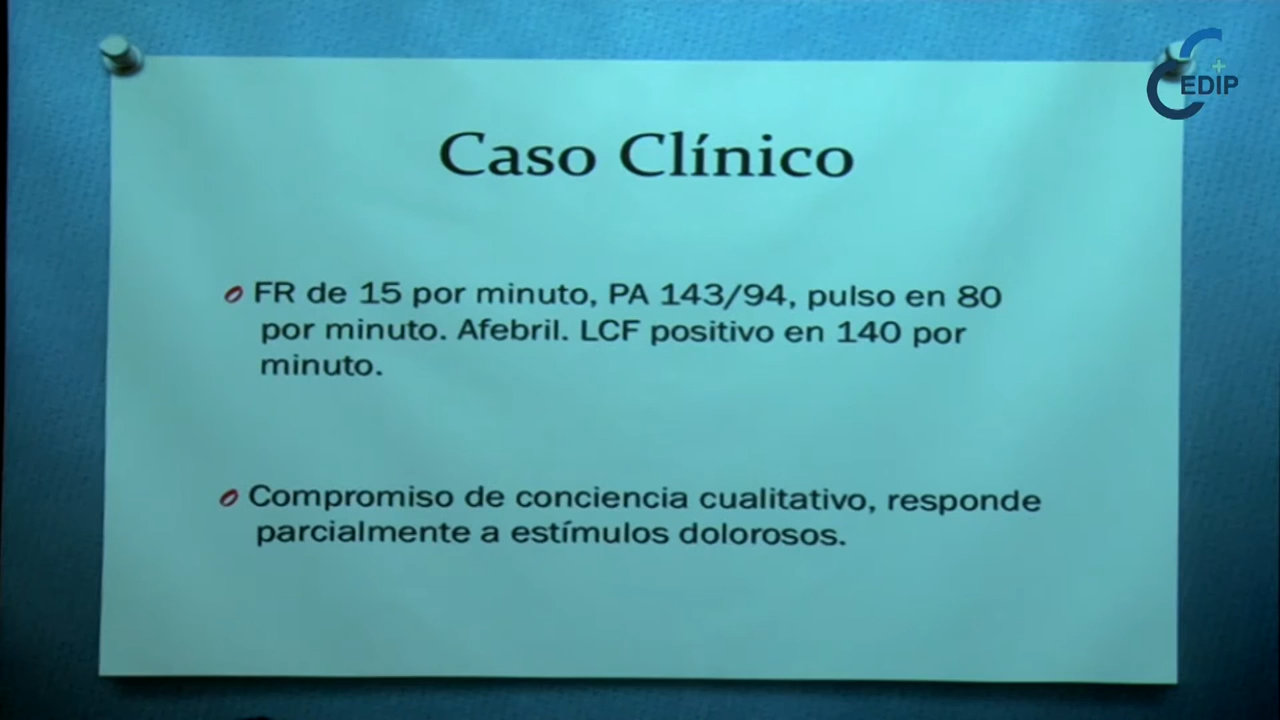 EDIP
Caso Clínico
FR de 15 por minuto, PA 143/94, pulso en 80
por minuto. Afebril. LCF positivo en 140 por
minuto.
Compromiso de conciencia cualitativo, responde
parcialmente a estímulos dolorosos.